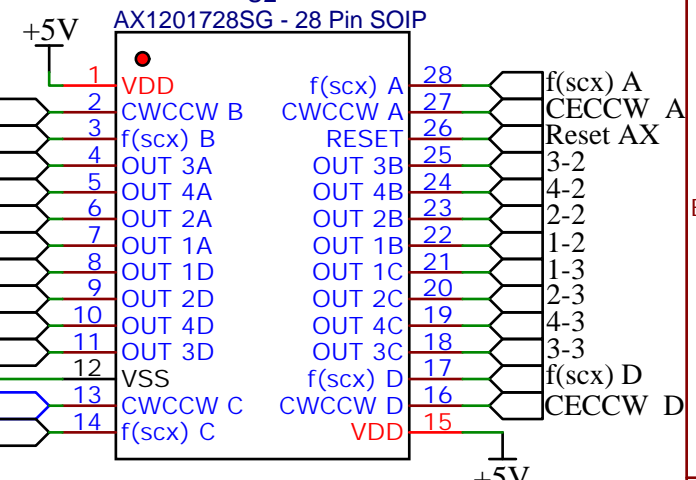 AX1201728SG - 28 Pin SOIP
+5V
1 VDD f(scx) A 28 f(scx) A
2 CWCCW B CWCCW A 27 CECCW A
3 f(scx) B RESET 26 Reset AX
4 OUT 3A OUT 3B 25 3-2
5 OUT 4A OUT 4B 24 4-2
6 OUT 2A OUT 2B 23 2-2
7 OUT 1A OUT 1B 22 1-2
8 OUT 1D OUT 1C 21 1-3
9 OUT 2D OUT 2C 20 2-3
10 OUT 4D OUT 4C 19 4-3
11 OUT 3D OUT 3C 18 3-3
12 VSS f(scx) D 17 f(scx) D
13 CWCCW C CWCCW D 16 CECCW D
14 f(scx) C VDD 15
+5V